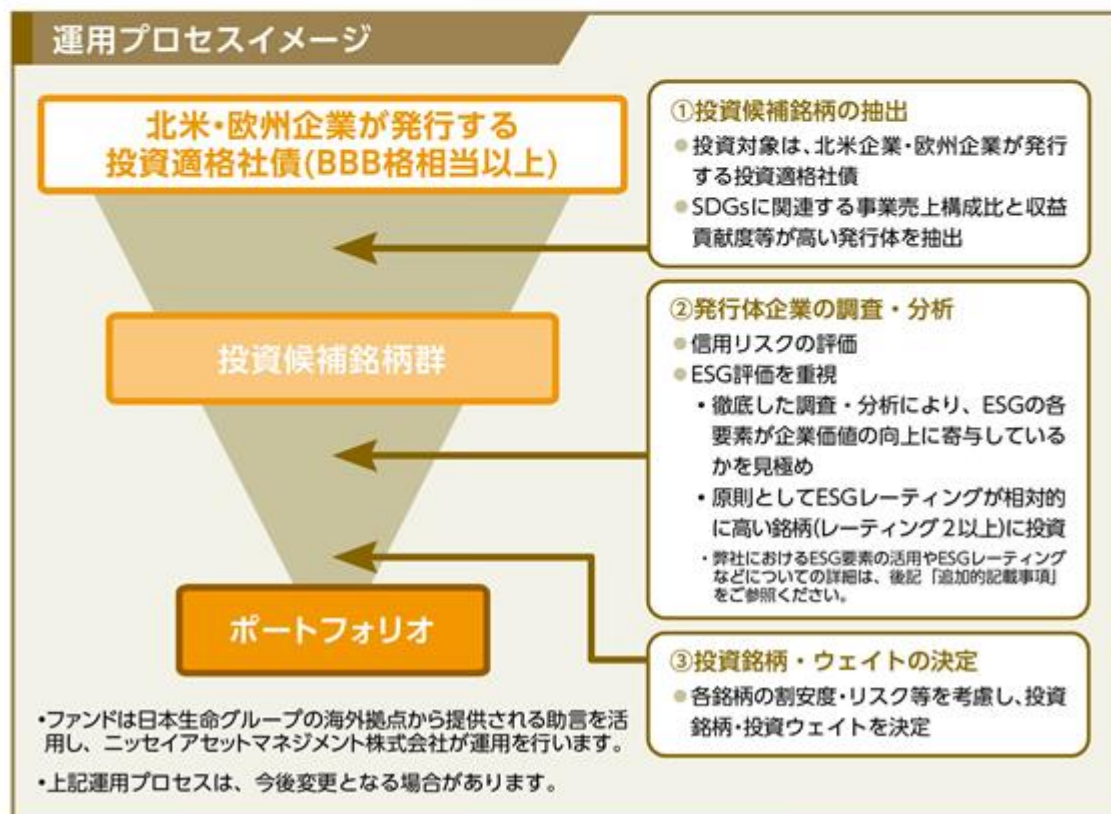 運用プロセスイメージ
北米・欧州企業が発行する
投資適格社債(BBB格相当以上)
投資候補銘柄群
ポートフォリオ
①投資候補銘柄の抽出
●投資対象は、北米企業・欧州企業が発行
する投資適格社債
●SDGsに関連する事業売上構成比と収益
貢献度等が高い発行体を抽出
②発行体企業の調査・分析
●信用リスクの評価
●ESG評価を重視
・徹底した調査・分析により、ESGの各
要素が企業価値の向上に寄与している
かを見極め
・原則としてESGレーティングが相対的
に高い銘柄(レーティング2以上)に投資
・弊社におけるESG要素の活用やESGレーティング
などについての詳細は、後記「追加的記載事項」
をご参照ください。
③投資銘柄・ウェイトの決定
●各銘柄の割安度・リスク等を考慮し、投資
銘柄・投資ウェイトを決定
•ファンドは日本生命グループの海外拠点から提供される助言を活
用し、ニッセイアセットマネジメント株式会社が運用を行います。
•上記運用プロセスは、今後変更となる場合があります。